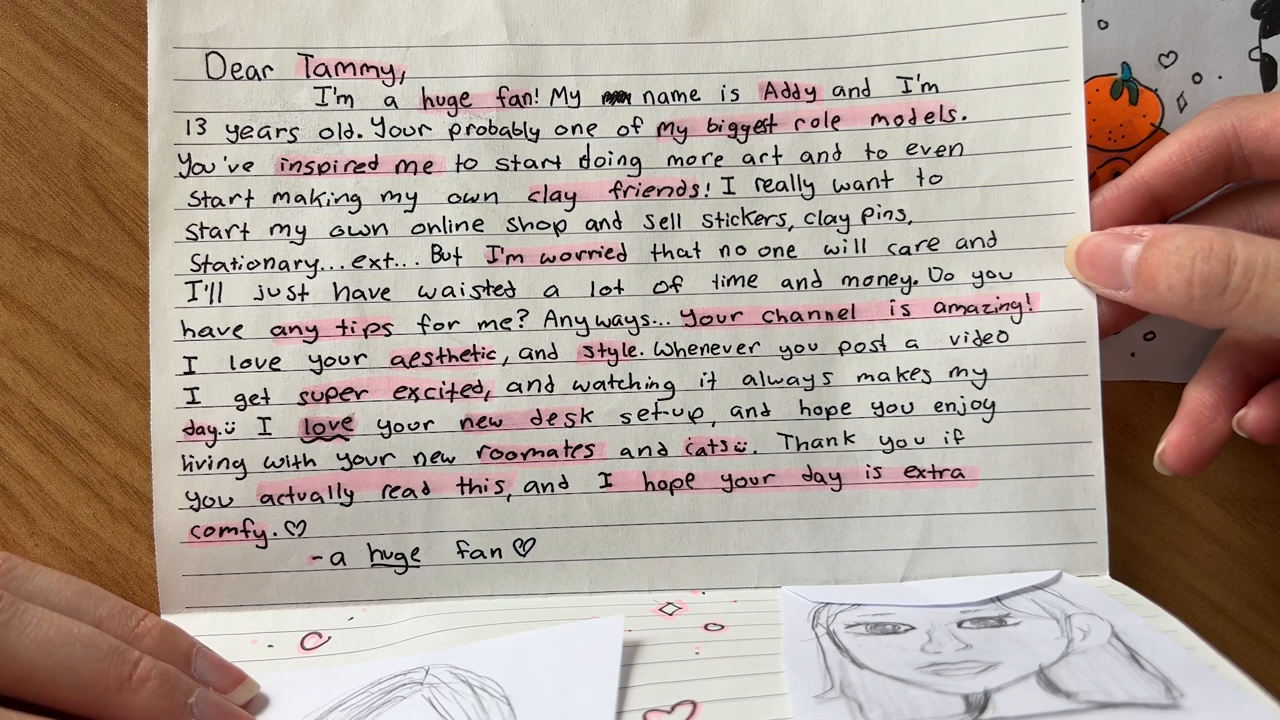 Dear Tammy,
I'm a huge fan! My name is Addy and I'm
13 years old. Your probably one of my biggest role models.
You've inspired me to start doing more art and to even
start making my own clay friends! I really want to
start my own online shop and sell stickers, clay pins,
Stationary...ext... But I'm worried that no one will care and
I'll just have waisted a lot of time and money. Do you
have any tips for me? Anyways... Your channel is amazing!
I love your aesthetic, and style. Whenever you post a video
I get super excited, and watching it always makes my
day.ü I love your new desk set-up, and hope you enjoy
living with your new roomates and cats ü. Thank you if
you actually read this, and I hope your day is extra
comfy.♡
-a huge fan♡